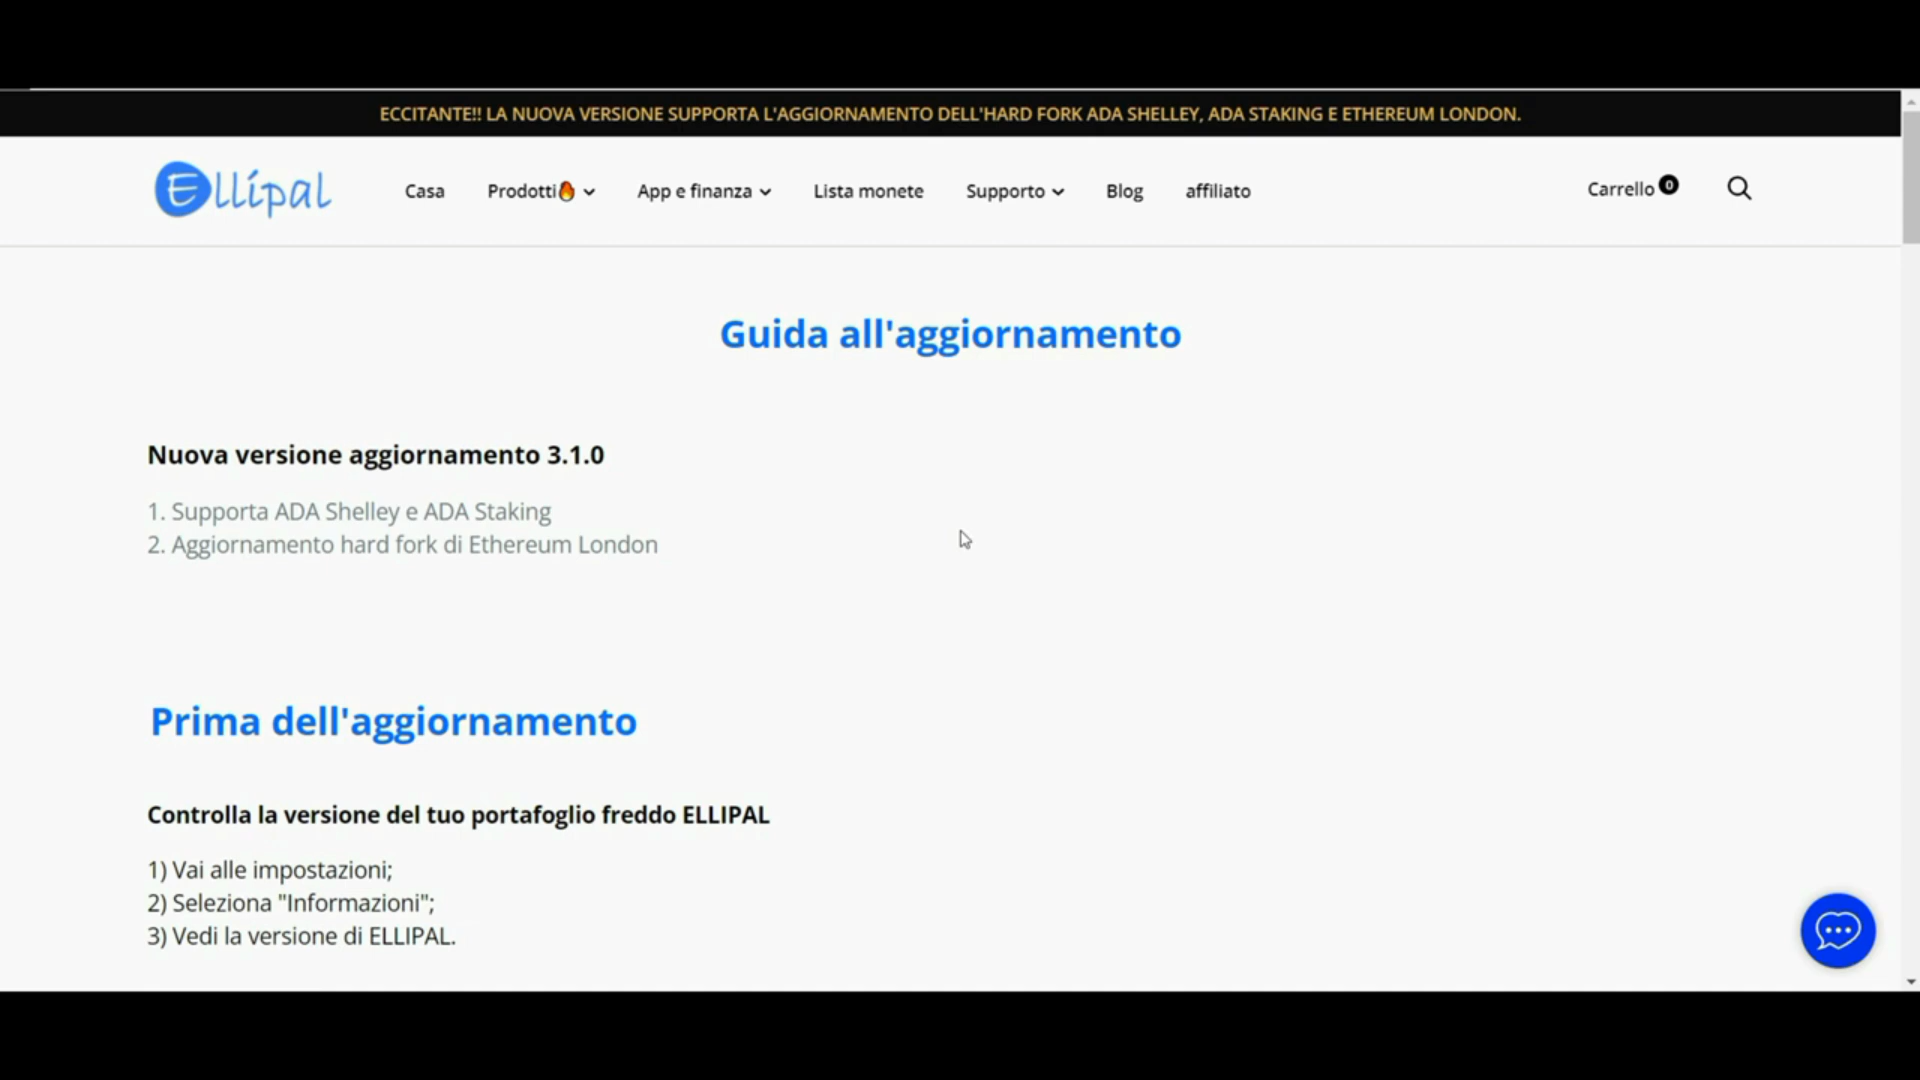 ECCITANTE!! LA NUOVA VERSIONE SUPPORTA L'AGGIORNAMENTO DELL'HARD FORK ADA SHELLEY, ADA STAKING E ETHEREUM LONDON.
Ellipal
Casa
Prodotti🔥
App e finanza
Lista monete
Supporto
Blog
affiliato
Carrello 0
Guida all'aggiornamento
Nuova versione aggiornamento 3.1.0
1. Supporta ADA Shelley e ADA Staking
2. Aggiornamento hard fork di Ethereum London
Prima dell'aggiornamento
Controlla la versione del tuo portafoglio freddo ELLIPAL
1) Vai alle impostazioni;
2) Seleziona "Informazioni";
3) Vedi la versione di ELLIPAL.